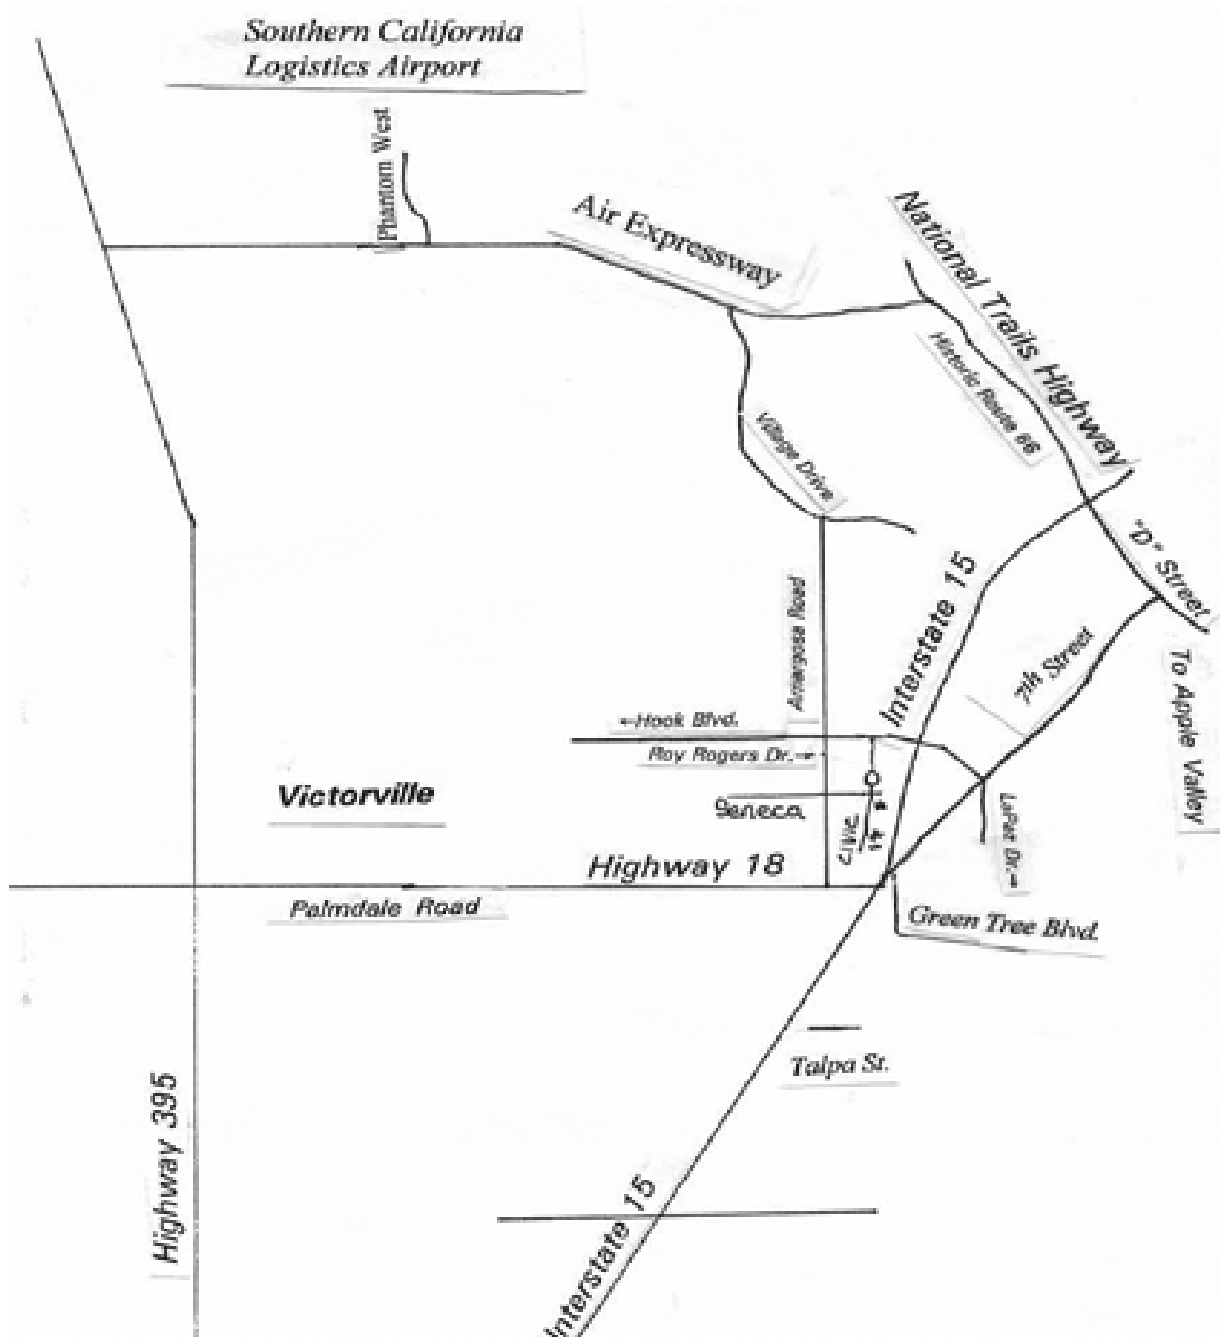 Southern California
Logistics Airport
Phantom West
Air Expressway
National Trails Highway
Historic Route 66
Village Drive
"D" Street
Interstate 15
Amargosa Road
7th Street
To Apple Valley
←Hook Blvd.
Roy Rogers Dr.→
Victorville
Seneca
CIVIC
LaPaz Dr.→
Highway 18
Palmdale Road
Green Tree Blvd.
Talpa St.
Highway 395
Interstate 15